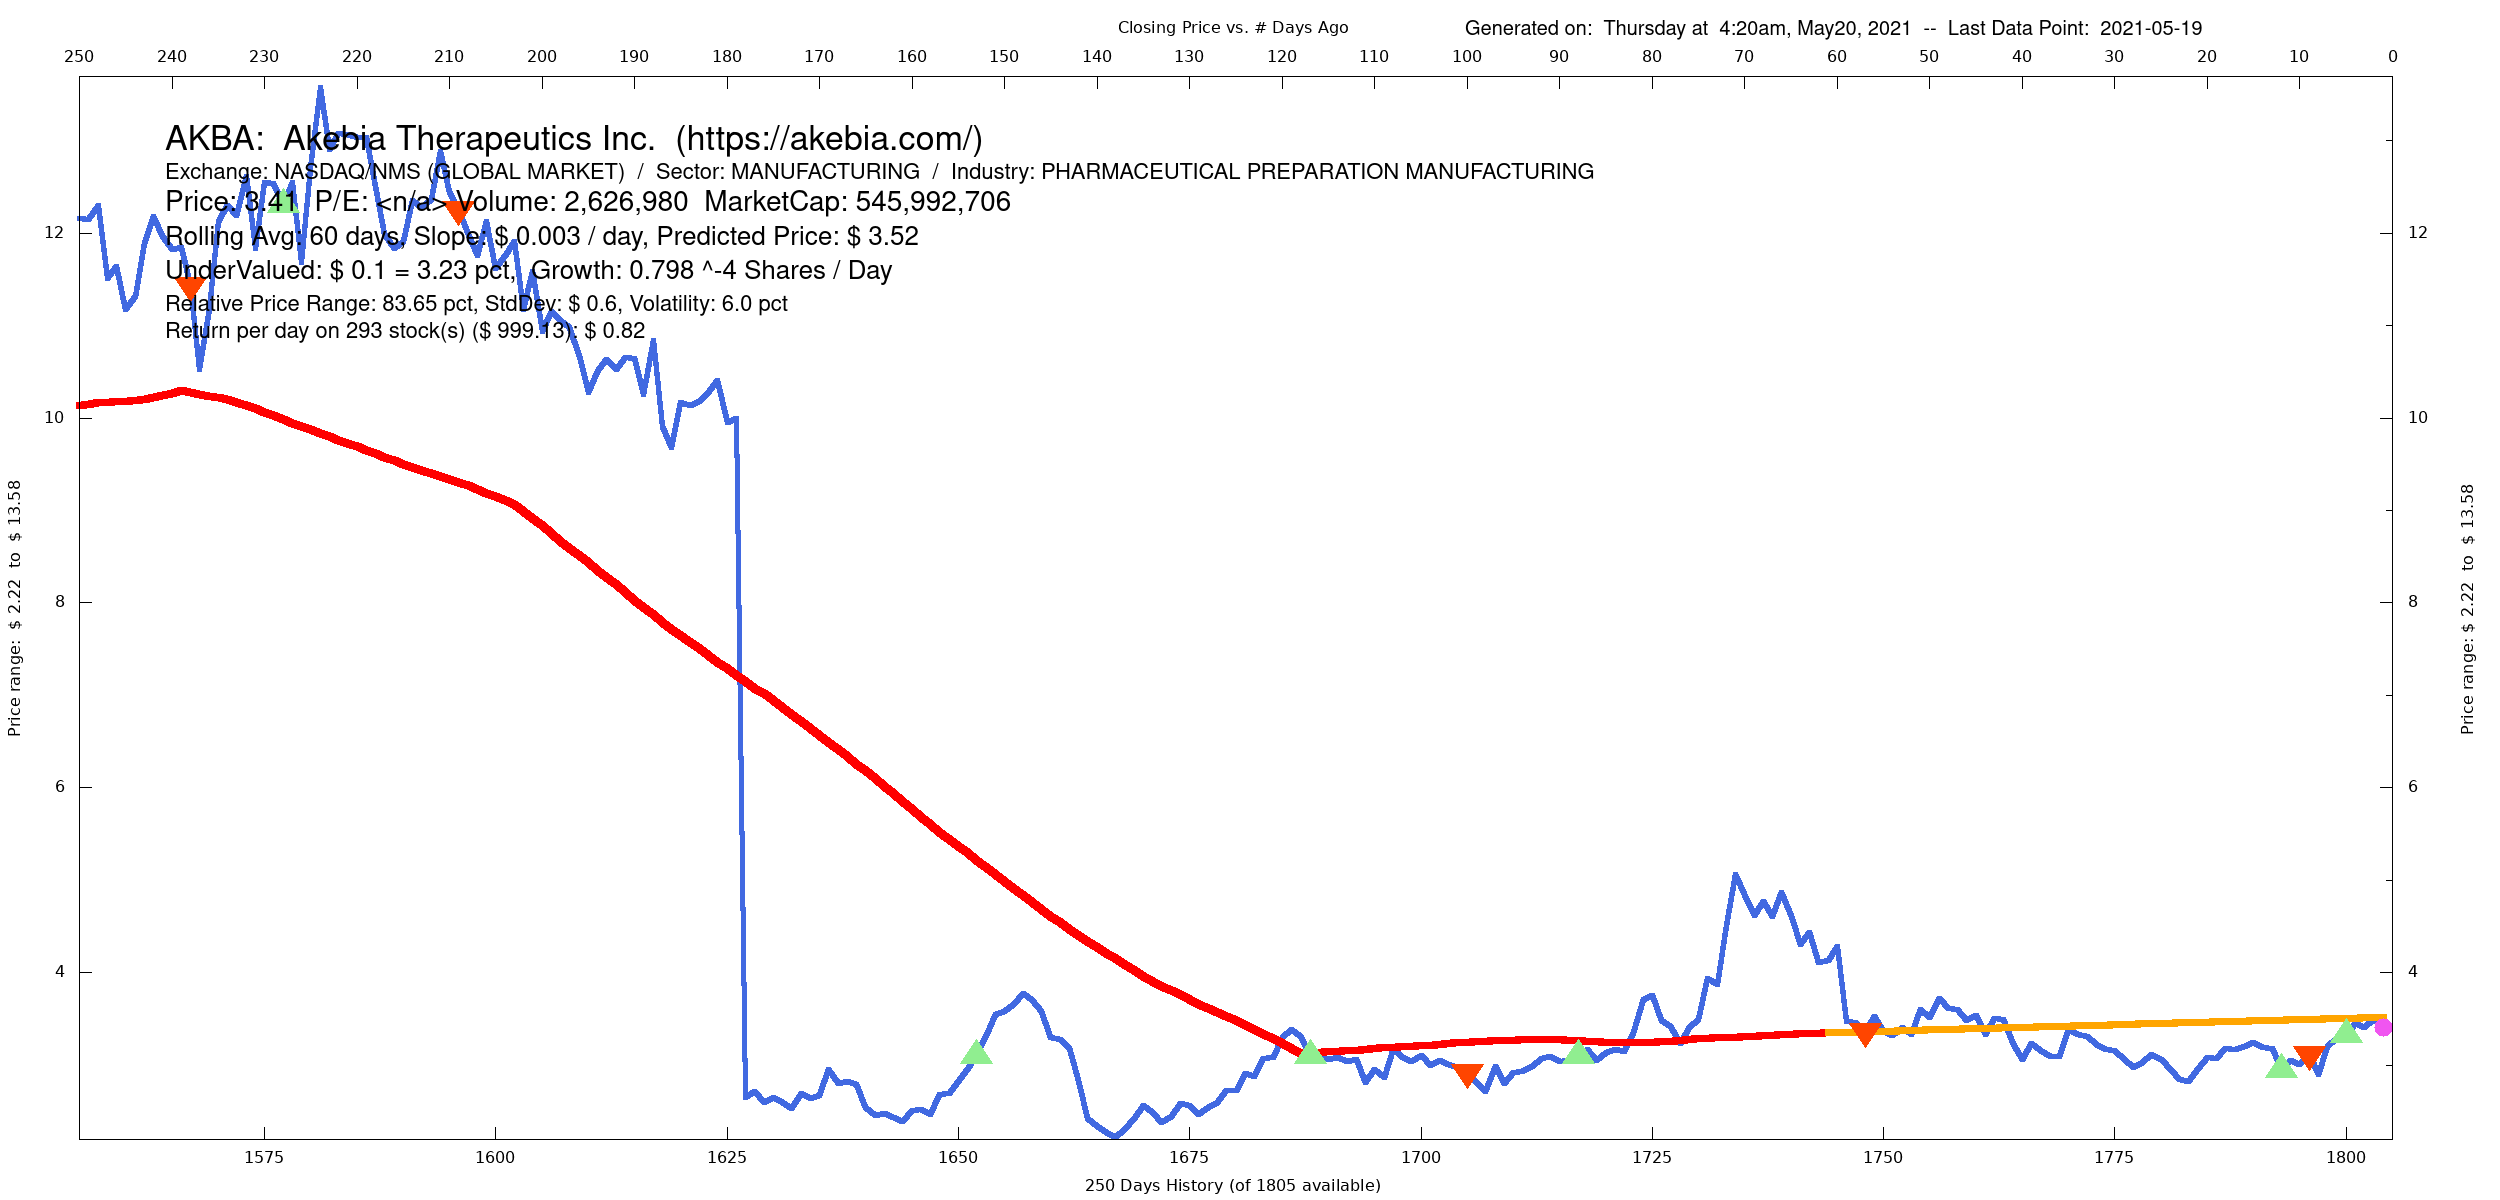 Closing Price vs. # Days Ago
Generated on:  Thursday at  4:20am, May20, 2021  --  Last Data Point:  2021-05-19
250 240 230 220 210 200 190 180 170 160 150 140 130 120 110 100 90 80 70 60 50 40 30 20 10 0
AKBA:  Akebia Therapeutics Inc.  (https://akebia.com/)
Exchange: NASDAQ/NMS (GLOBAL MARKET)  /  Sector: MANUFACTURING  /  Industry: PHARMACEUTICAL PREPARATION MANUFACTURING
Price: 3.41  P/E: <n/a> Volume: 2,626,980  MarketCap: 545,992,706
Rolling Avg: 60 days, Slope: $ 0.003 / day, Predicted Price: $ 3.52
UnderValued: $ 0.1 = 3.23 pct,  Growth: 0.798 ^-4 Shares / Day
Relative Price Range: 83.65 pct, StdDev: $ 0.6, Volatility: 6.0 pct
Return per day on 293 stock(s) ($ 999.13): $ 0.82
12 12
10 10
8 8
6 6
4 4
Price range:  $ 2.22  to  $ 13.58
Price range: $ 2.22  to  $ 13.58
1575 1600 1625 1650 1675 1700 1725 1750 1775 1800
250 Days History (of 1805 available)